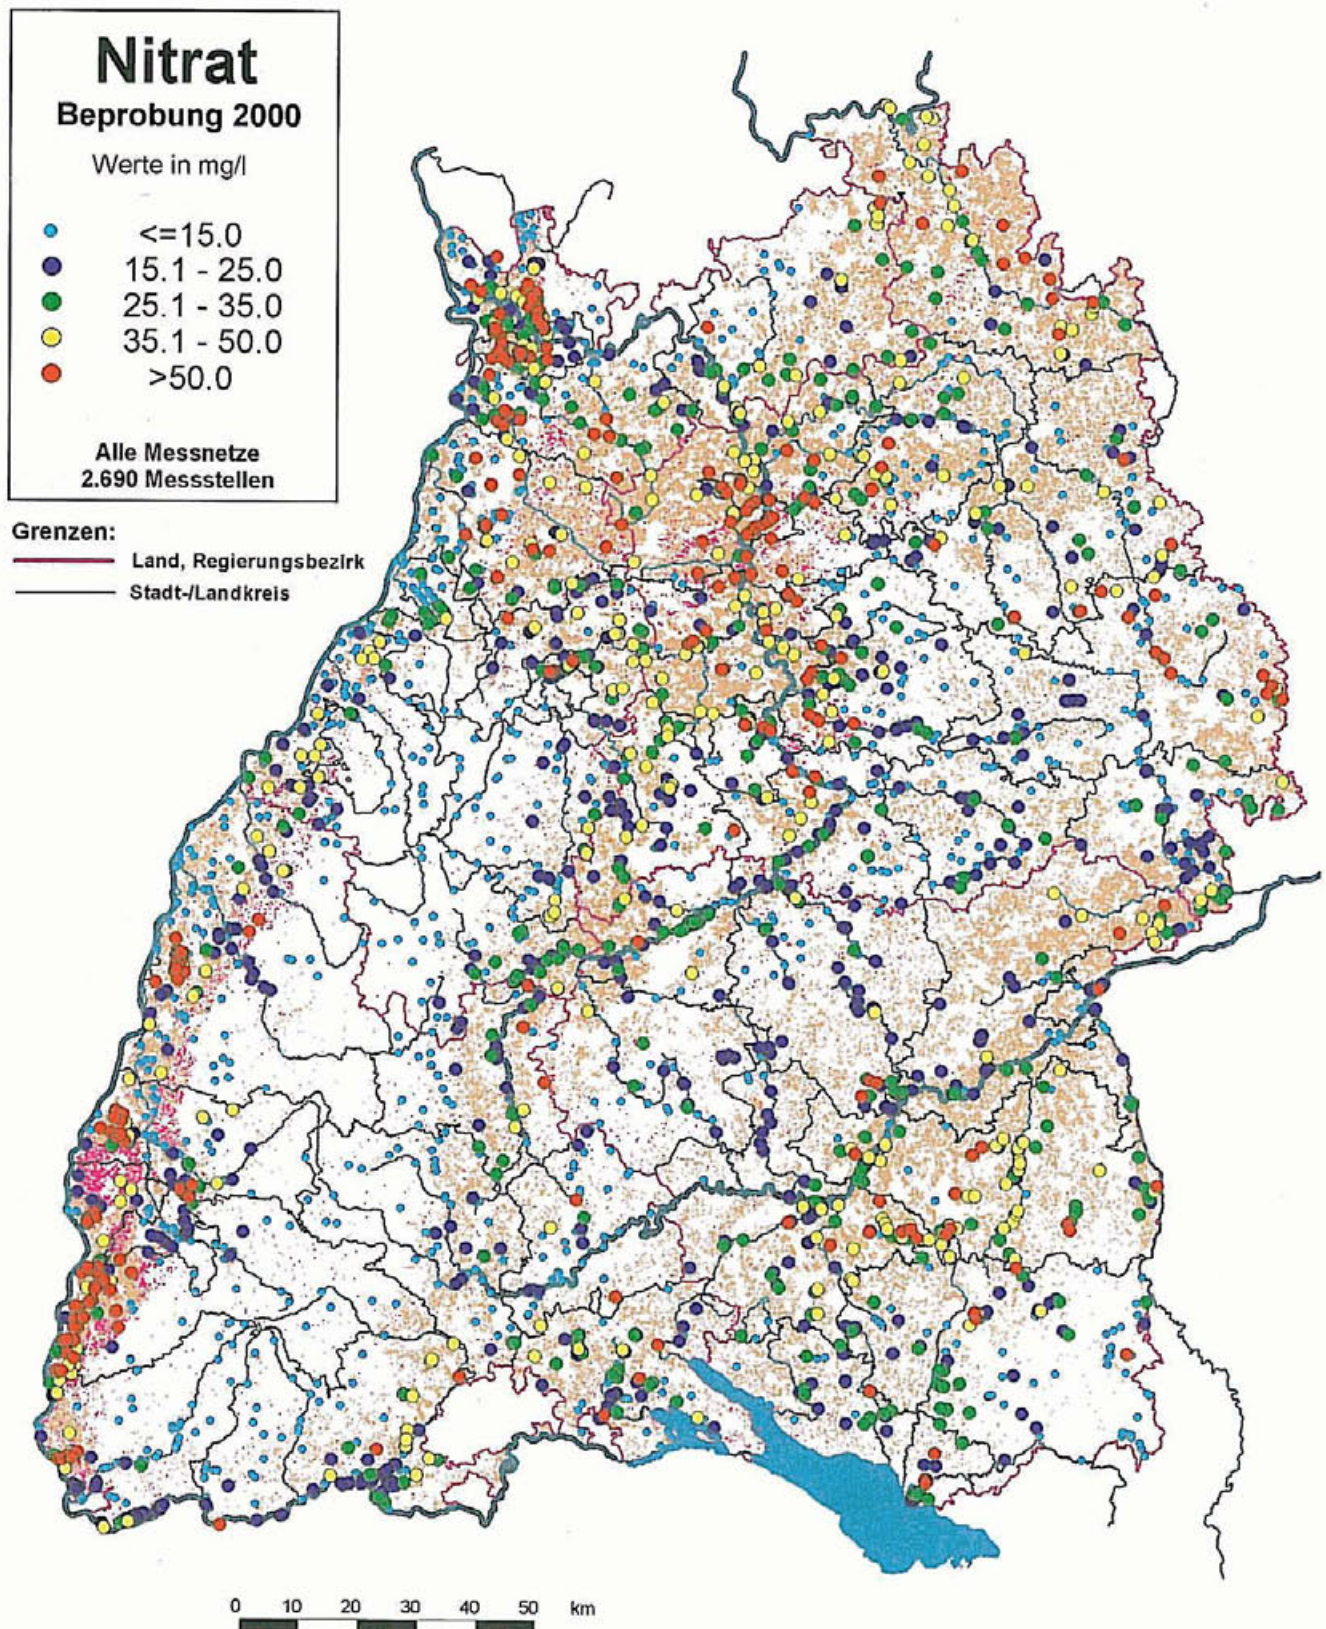 Nitrat
Beprobung 2000
Werte in mg/l
<=15.0
15.1 - 25.0
25.1 - 35.0
35.1 - 50.0
>50.0
Alle Messnetze
2.690 Messstellen
Grenzen:
Land, Regierungsbezirk
Stadt-/Landkreis
0 10 20 30 40 50 km